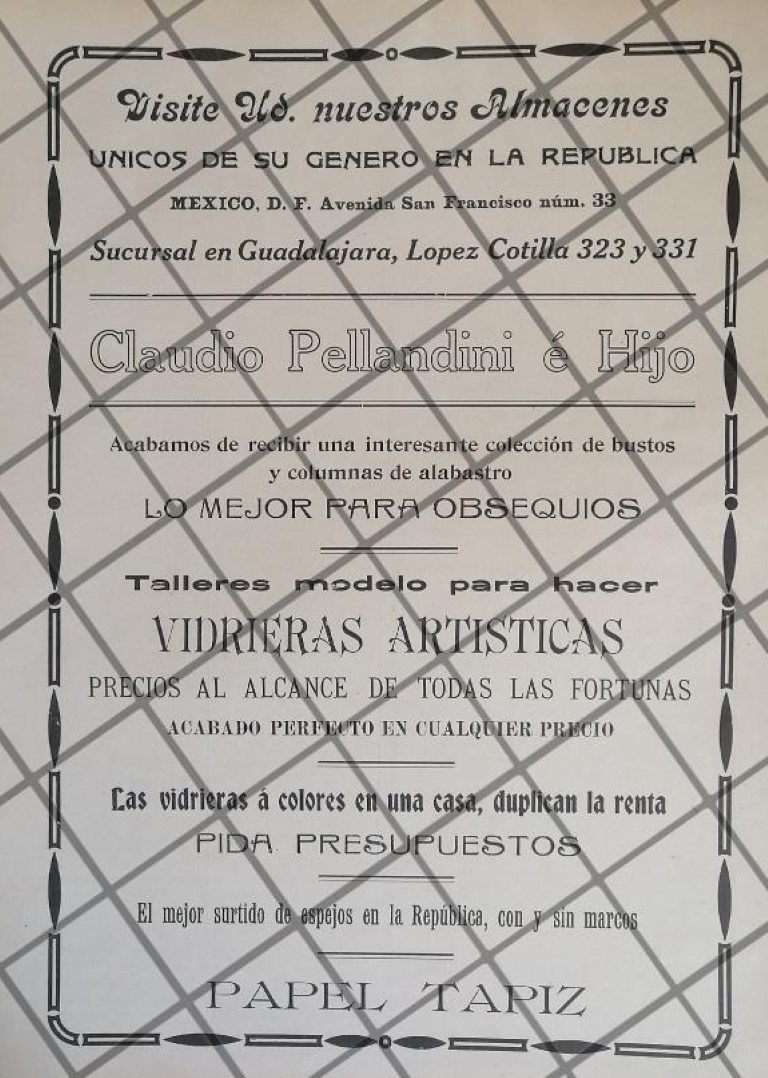 Visite Ud. nuestros Almacenes
UNICOS DE SU GENERO EN LA REPUBLICA
MEXICO, D. F. Avenida San Francisco núm. 33
Sucursal en Guadalajara, Lopez Cotilla 323 y 331
Claudio Pellandini é Hijo
Acabamos de recibir una interesante colección de bustos
y columnas de alabastro
LO MEJOR PARA OBSEQUIOS
Talleres modelo para hacer
VIDRIERAS ARTISTICAS
PRECIOS AL ALCANCE DE TODAS LAS FORTUNAS
ACABADO PERFECTO EN CUALQUIER PRECIO
Las vidrieras á colores en una casa, duplican la renta
PIDA PRESUPUESTOS
El mejor surtido de espejos en la República, con y sin marcos
PAPEL TAPIZ